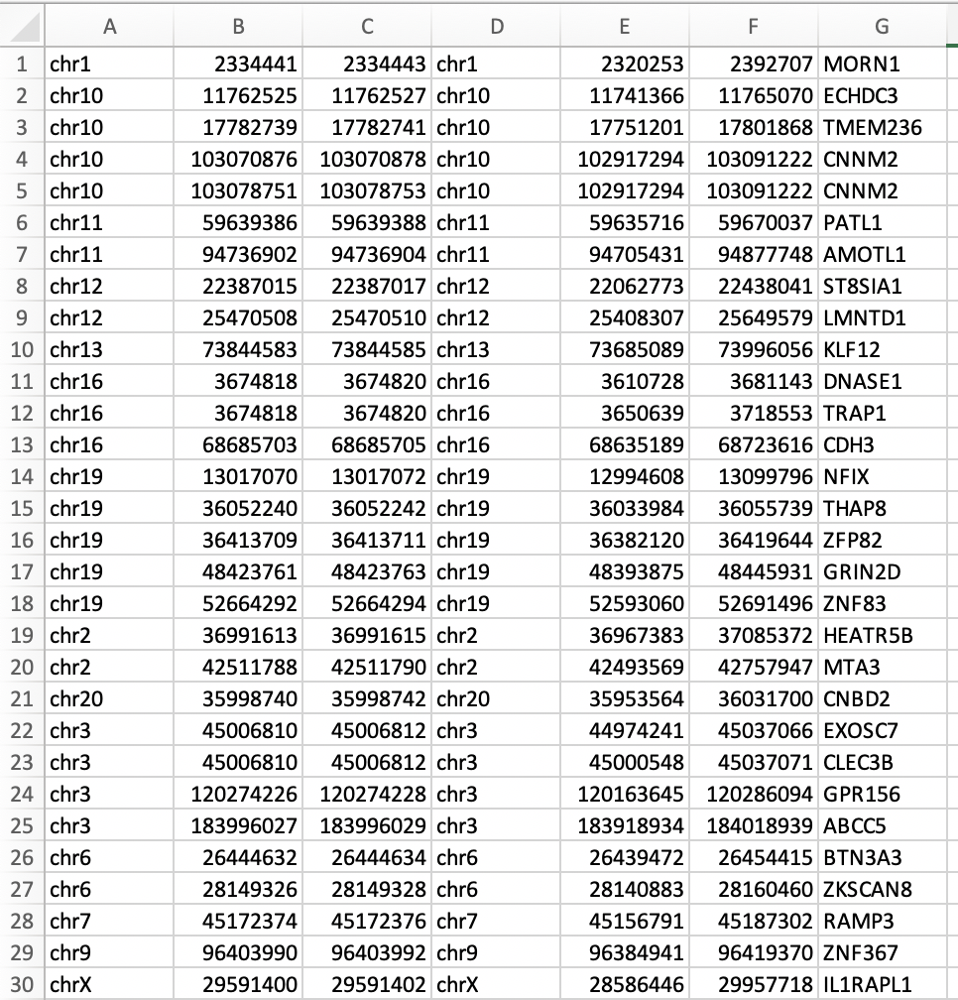 A B C D E F G
1 chr1 2334441 2334443 chr1 2320253 2392707 MORN1
2 chr10 11762525 11762527 chr10 11741366 11765070 ECHDC3
3 chr10 17782739 17782741 chr10 17751201 17801868 TMEM236
4 chr10 103070876 103070878 chr10 102917294 103091222 CNNM2
5 chr10 103078751 103078753 chr10 102917294 103091222 CNNM2
6 chr11 59639386 59639388 chr11 59635716 59670037 PATL1
7 chr11 94736902 94736904 chr11 94705431 94877748 AMOTL1
8 chr12 22387015 22387017 chr12 22062773 22438041 ST8SIA1
9 chr12 25470508 25470510 chr12 25408307 25649579 LMNTD1
10 chr13 73844583 73844585 chr13 73685089 73996056 KLF12
11 chr16 3674818 3674820 chr16 3610728 3681143 DNASE1
12 chr16 3674818 3674820 chr16 3650639 3718553 TRAP1
13 chr16 68685703 68685705 chr16 68635189 68723616 CDH3
14 chr19 13017070 13017072 chr19 12994608 13099796 NFIX
15 chr19 36052240 36052242 chr19 36033984 36055739 THAP8
16 chr19 36413709 36413711 chr19 36382120 36419644 ZFP82
17 chr19 48423761 48423763 chr19 48393875 48445931 GRIN2D
18 chr19 52664292 52664294 chr19 52593060 52691496 ZNF83
19 chr2 36991613 36991615 chr2 36967383 37085372 HEATR5B
20 chr2 42511788 42511790 chr2 42493569 42757947 MTA3
21 chr20 35998740 35998742 chr20 35953564 36031700 CNBD2
22 chr3 45006810 45006812 chr3 44974241 45037066 EXOSC7
23 chr3 45006810 45006812 chr3 45000548 45037071 CLEC3B
24 chr3 120274226 120274228 chr3 120163645 120286094 GPR156
25 chr3 183996027 183996029 chr3 183918934 184018939 ABCC5
26 chr6 26444632 26444634 chr6 26439472 26454415 BTN3A3
27 chr6 28149326 28149328 chr6 28140883 28160460 ZKSCAN8
28 chr7 45172374 45172376 chr7 45156791 45187302 RAMP3
29 chr9 96403990 96403992 chr9 96384941 96419370 ZNF367
30 chrX 29591400 29591402 chrX 28586446 29957718 IL1RAPL1